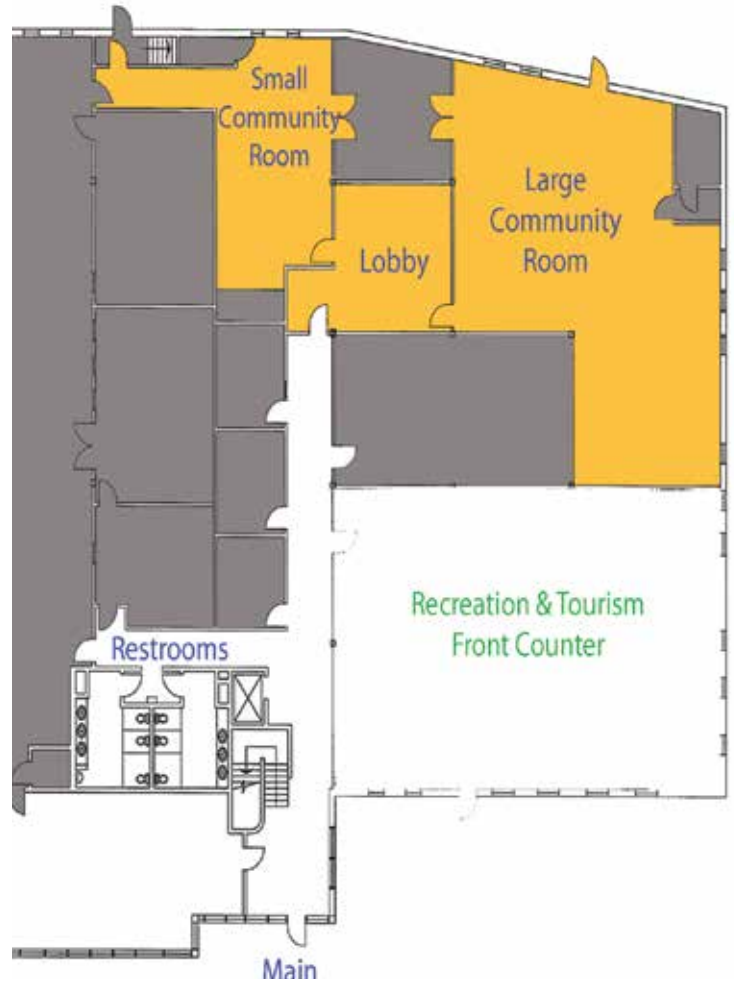 Small
Community
Room
Large
Community
Room
Lobby
Recreation & Tourism
Front Counter
Restrooms
Main